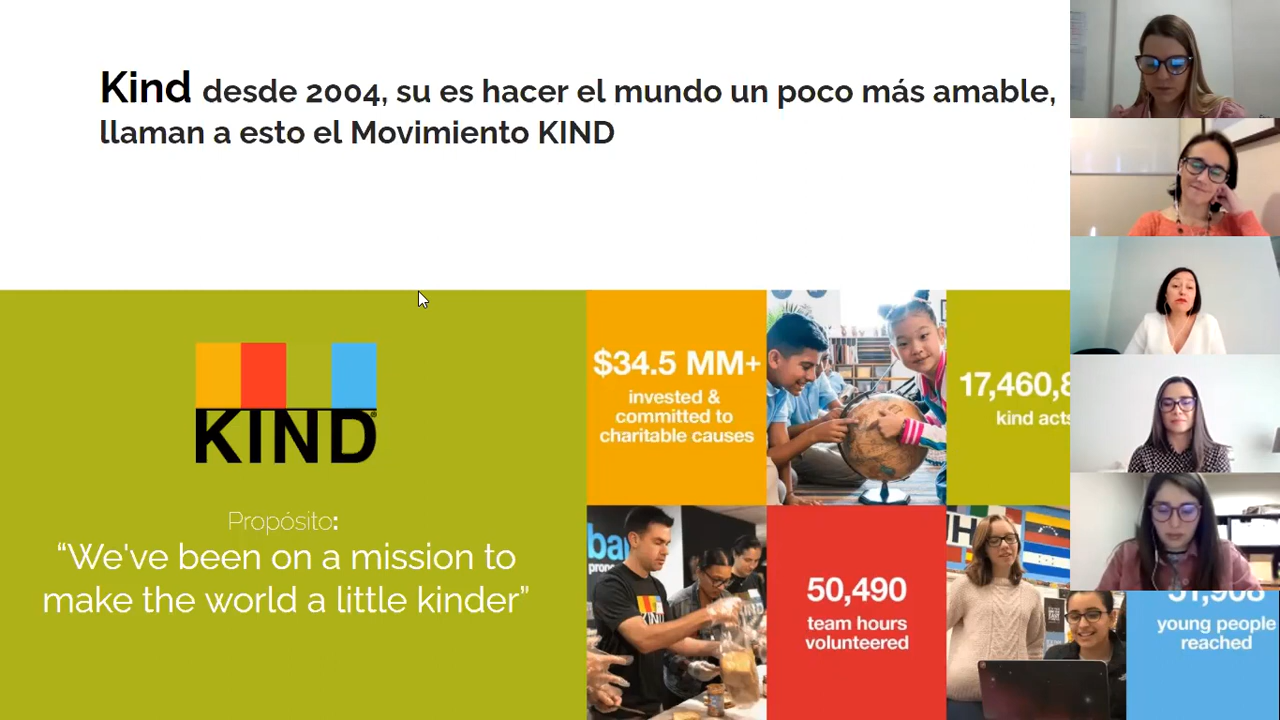 Kind desde 2004, su es hacer el mundo un poco más amable,
llaman a esto el Movimiento KIND
KIND
Propósito:
“We've been on a mission to
make the world a little kinder”
$34.5 MM+
invested &
committed to
charitable causes
kind acts
KIND
50,490
team hours
volunteered
young people
reached